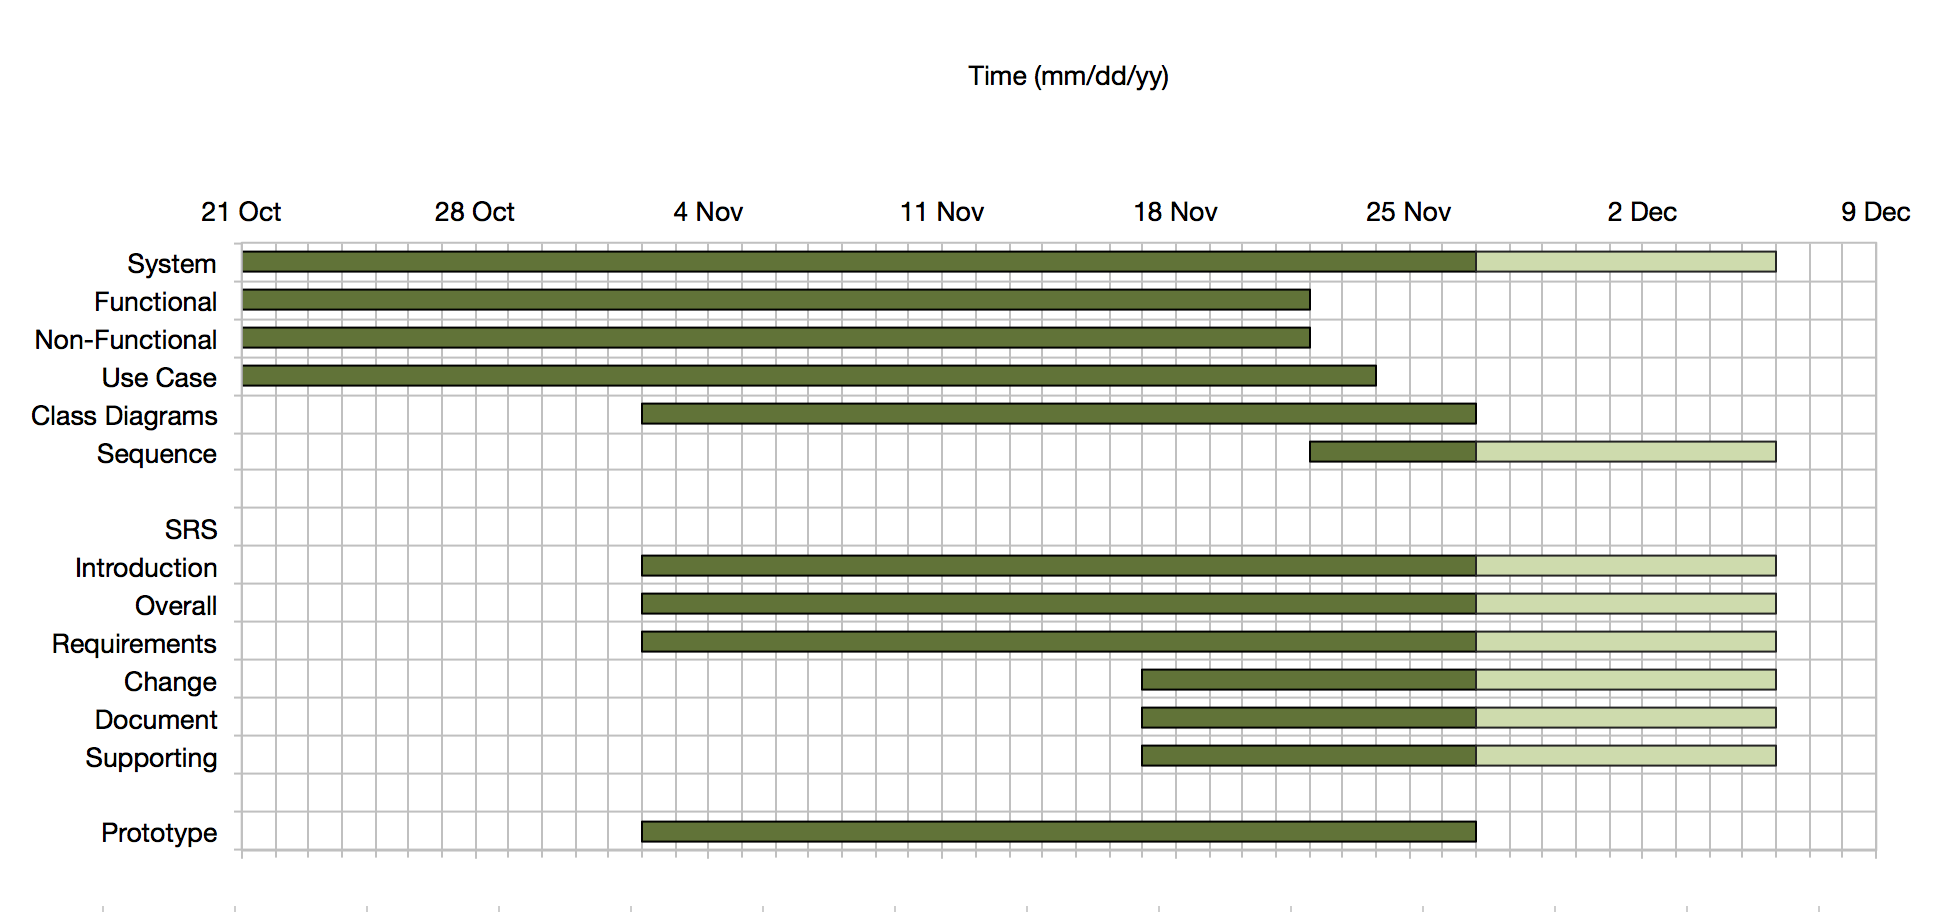 Time (mm/dd/yy)
21 Oct 28 Oct 4 Nov 11 Nov 18 Nov 25 Nov 2 Dec 9 Dec
System
Functional
Non-Functional
Use Case
Class Diagrams
Sequence
SRS
Introduction
Overall
Requirements
Change
Document
Supporting
Prototype